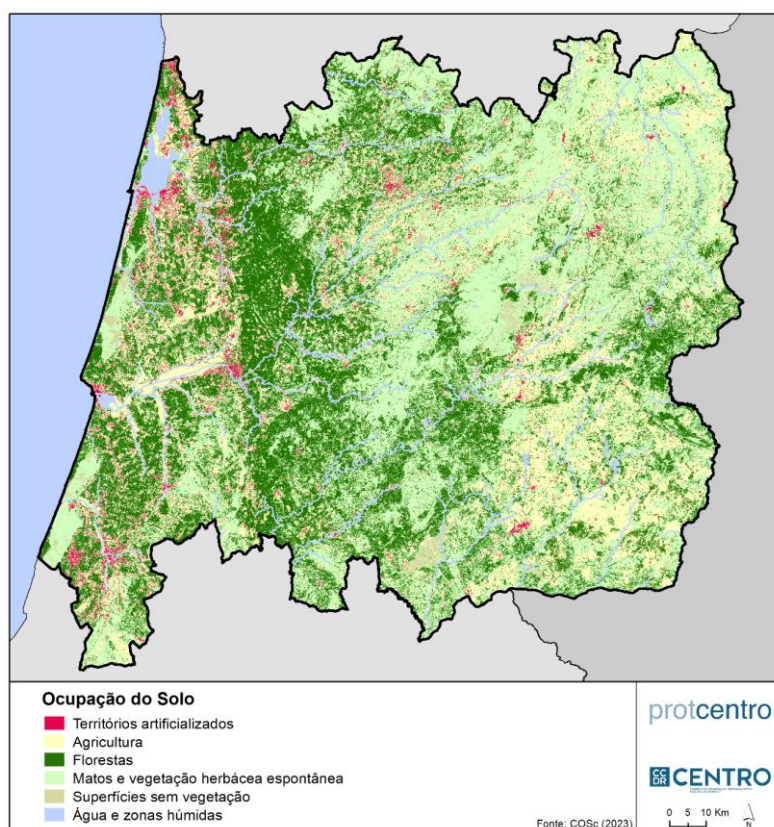 Ocupação do Solo
Territórios artificializados
Agricultura
Florestas
Matos e vegetação herbácea espontânea
Superfícies sem vegetação
Água e zonas húmidas
protcentro
CCDR CENTRO
Fonte: COSc (2023)
0 5 10 Km
N